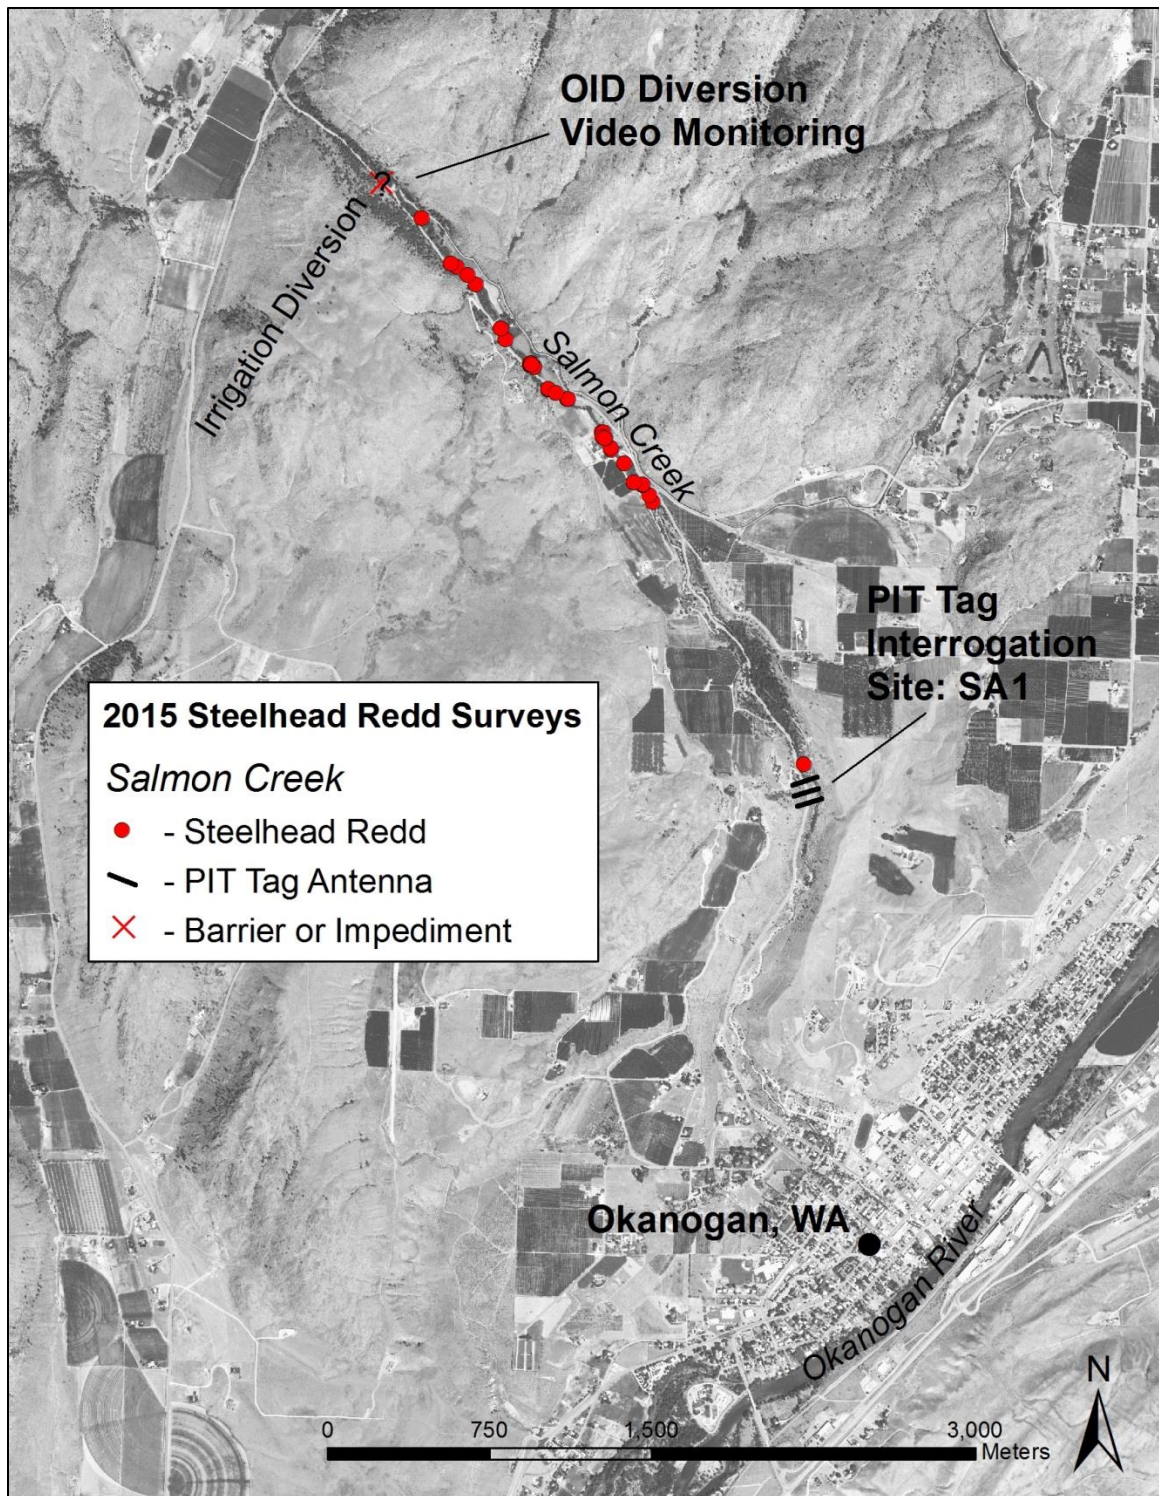 OID Diversion
Video Monitoring
?
Irrigation Diversion
Salmon Creek
PIT Tag
Interrogation
Site: SA1
2015 Steelhead Redd Surveys
Salmon Creek
- Steelhead Redd
- PIT Tag Antenna
- Barrier or Impediment
Okanogan, WA
Okanogan River
N
0 750 1,500 3,000
Meters